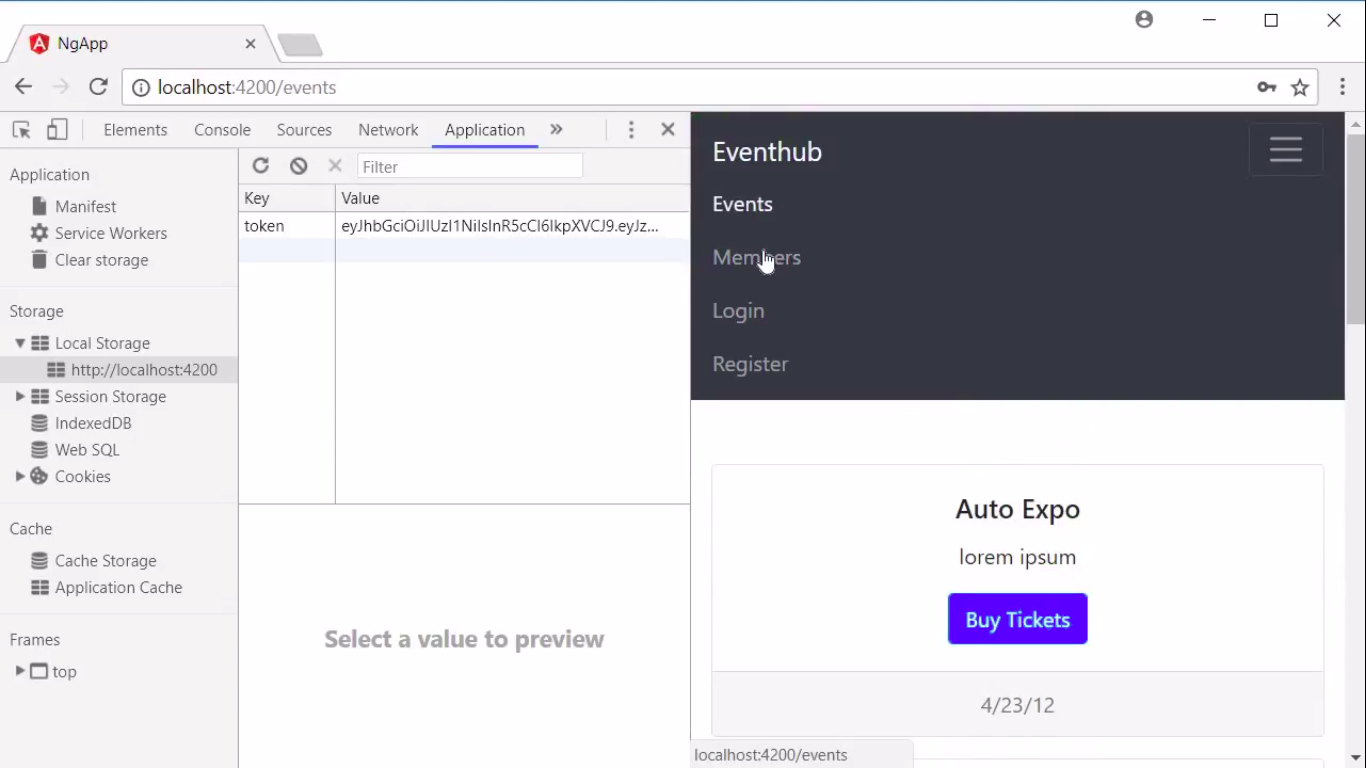 NgApp
localhost:4200/events
Elements Console Sources Network Application
Application
Manifest
Service Workers
Clear storage
Storage
Local Storage
http://localhost:4200
Session Storage
IndexedDB
Web SQL
Cookies
Cache
Cache Storage
Application Cache
Frames
top
Filter
Key Value
token eyJhbGciOiJIUzI1NiIsInR5cCI6IkpXVCJ9.eyJz...
Select a value to preview
Eventhub
Events
Members
Login
Register
Auto Expo
lorem ipsum
Buy Tickets
4/23/12
localhost:4200/events